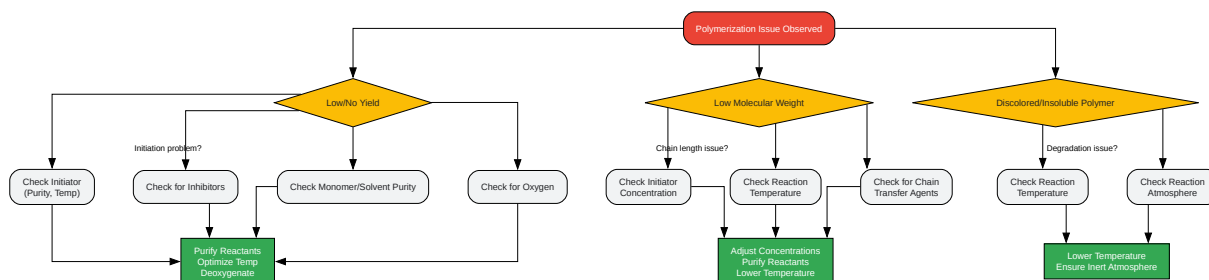 Polymerization Issue Observed
Low/No Yield
Low Molecular Weight
Discolored/Insoluble Polymer
Initiation problem?
Chain length issue?
Degradation issue?
Check Initiator
(Purity, Temp)
Check for Inhibitors
Check Monomer/Solvent Purity
Check for Oxygen
Check Initiator
Concentration
Check Reaction
Temperature
Check for Chain
Transfer Agents
Check Reaction
Temperature
Check Reaction
Atmosphere
Purify Reactants
Optimize Temp
Deoxygenate
Adjust Concentrations
Purify Reactants
Lower Temperature
Lower Temperature
Ensure Inert Atmosphere